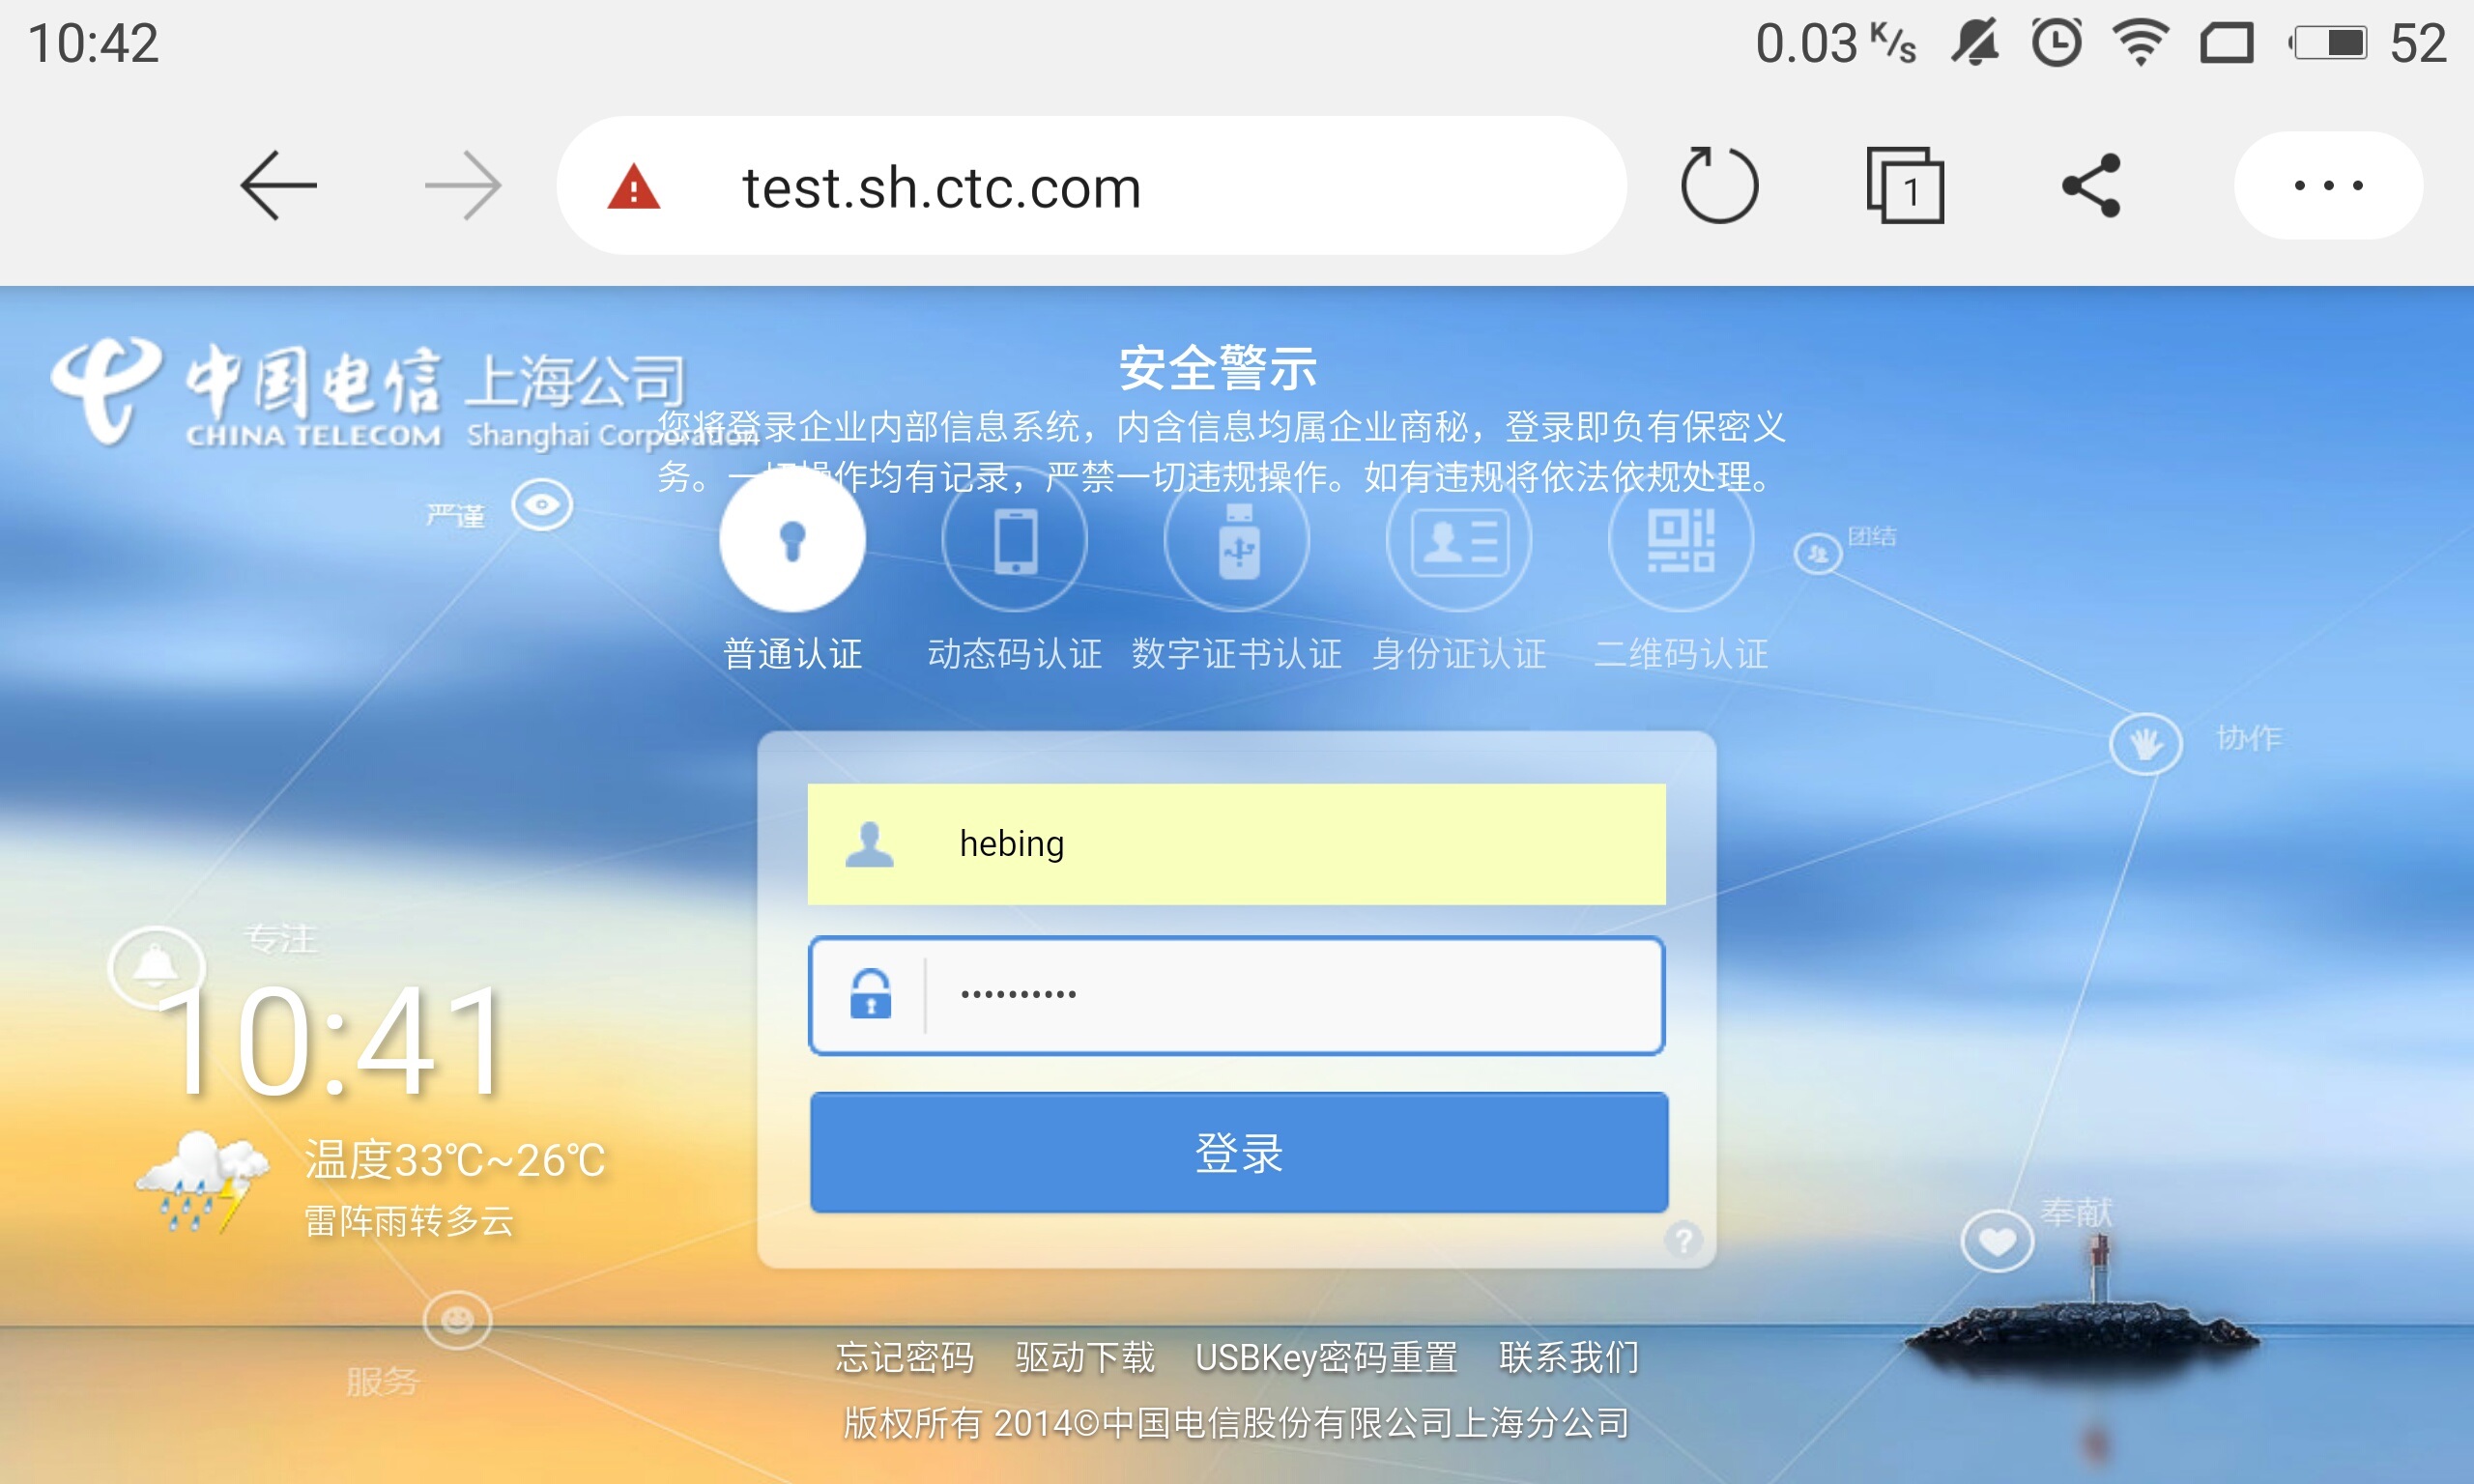 10:42
0.03 K/s
52
test.sh.ctc.com
1
中国电信 上海公司
CHINA TELECOM Shanghai Corporation
安全警示
您将登录企业内部信息系统，内含信息均属企业商秘，登录即负有保密义
务。一切操作均有记录，严禁一切违规操作。如有违规将依法依规处理。
严谨
团结
普通认证 动态码认证 数字证书认证 身份证认证 二维码认证
协作
hebing
专注
••••••••••
10:41
登录
温度33℃~26℃
雷阵雨转多云
?
奉献
服务
忘记密码 驱动下载 USBKey密码重置 联系我们
版权所有 2014©中国电信股份有限公司上海分公司